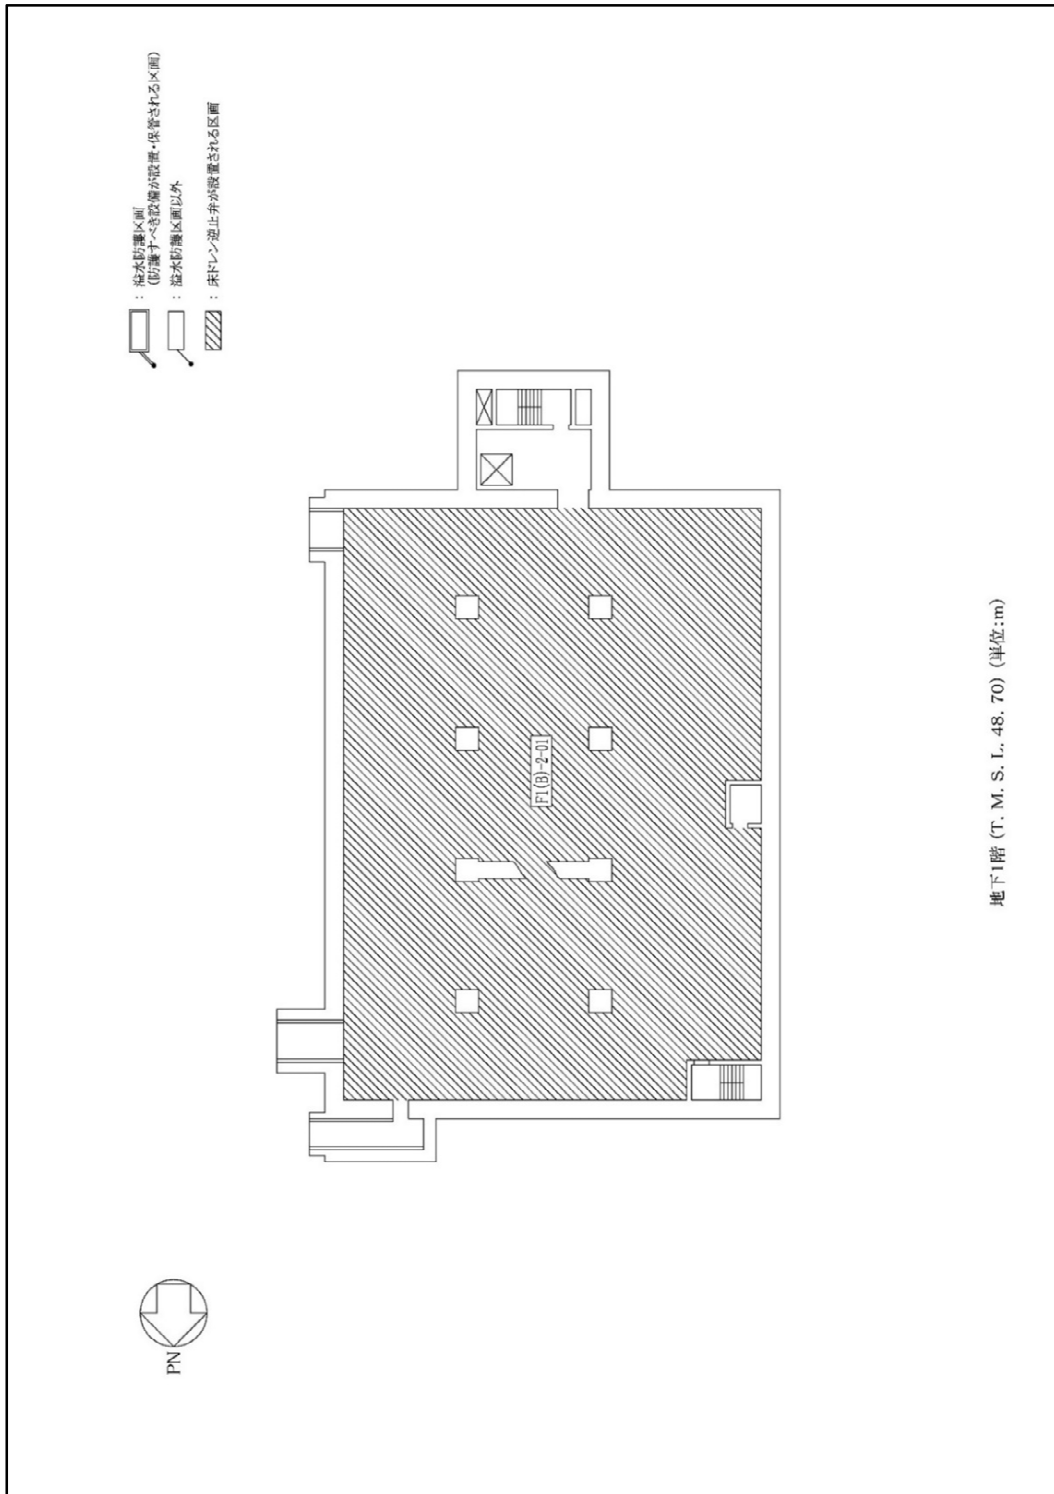 ：溢水防護区画
(防護すべき設備が設置・保管される区画)
：溢水防護区画以外
：床ドレン逆止弁が設置される区画
F1(B)-2-01
地下1階 (T. M. S. L. 48. 70) (単位:m)
PN